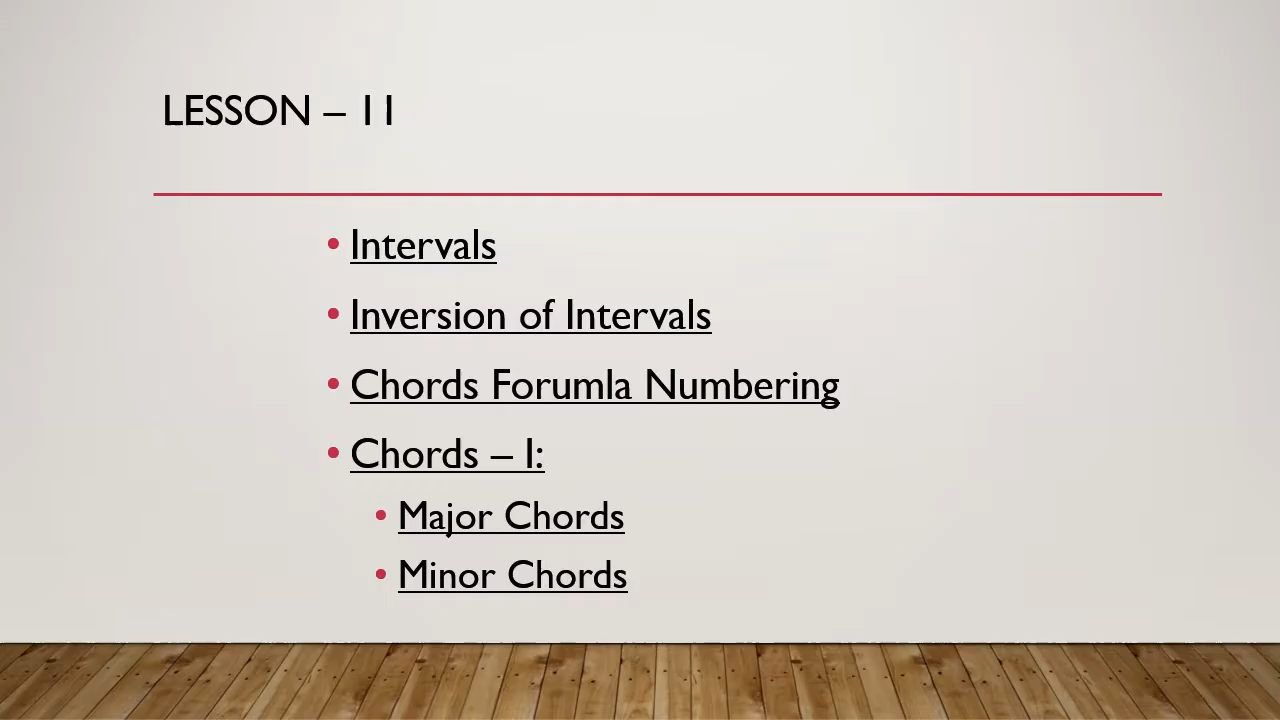 LESSON – 11
• Intervals
• Inversion of Intervals
• Chords Forumla Numbering
• Chords – I:
• Major Chords
• Minor Chords